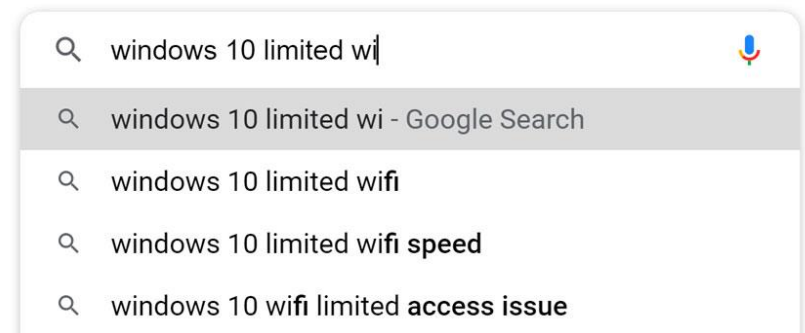 windows 10 limited wi
windows 10 limited wi - Google Search
windows 10 limited wifi
windows 10 limited wifi speed
windows 10 wifi limited access issue